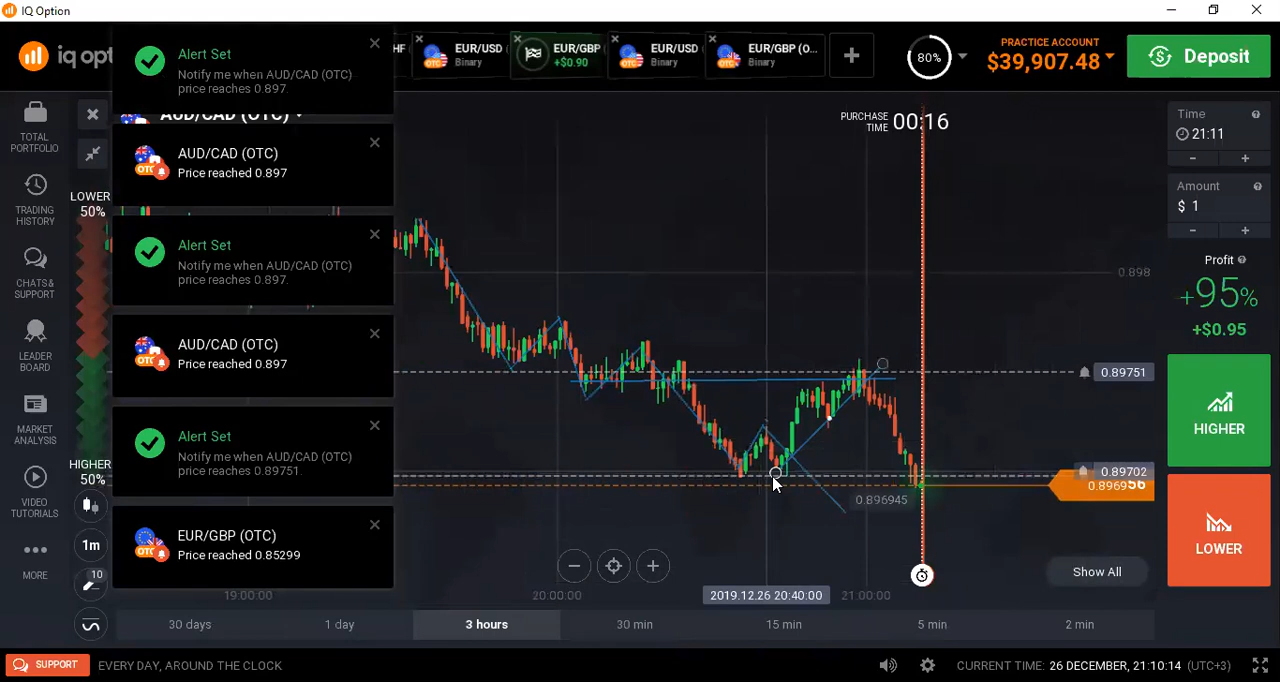 IQ Option
iq opt
HF
EUR/USD
Binary
EUR/GBP
+$0.90
EUR/USD
Binary
EUR/GBP (O...
Binary
80%
PRACTICE ACCOUNT
$39,907.48
Deposit
TOTAL
PORTFOLIO
TRADING
HISTORY
CHATS &
SUPPORT
LEADER
BOARD
MARKET
ANALYSIS
VIDEO
TUTORIALS
MORE
LOWER
50%
HIGHER
50%
1m
10
Alert Set
Notify me when AUD/CAD (OTC)
price reaches 0.897.
AUD/CAD (OTC)
OTC
AUD/CAD (OTC)
Price reached 0.897
Alert Set
Notify me when AUD/CAD (OTC)
price reaches 0.897.
OTC
AUD/CAD (OTC)
Price reached 0.897
Alert Set
Notify me when AUD/CAD (OTC)
price reaches 0.89751.
OTC
EUR/GBP (OTC)
Price reached 0.85299
PURCHASE
TIME
00:16
0.898
0.89751
0.89702
0.896956
0.896945
19:00:00
20:00:00
2019.12.26 20:40:00
21:00:00
Show All
30 days
1 day
3 hours
30 min
15 min
5 min
2 min
Time
21:11
Amount
$ 1
Profit
+95%
+$0.95
HIGHER
LOWER
SUPPORT
EVERY DAY, AROUND THE CLOCK
CURRENT TIME: 26 DECEMBER, 21:10:14 (UTC+3)